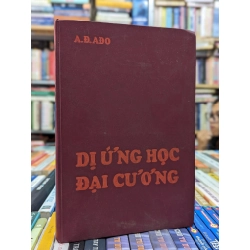 A.D. ADO
DỊ ỨNG HỌC
ĐẠI CƯƠNG